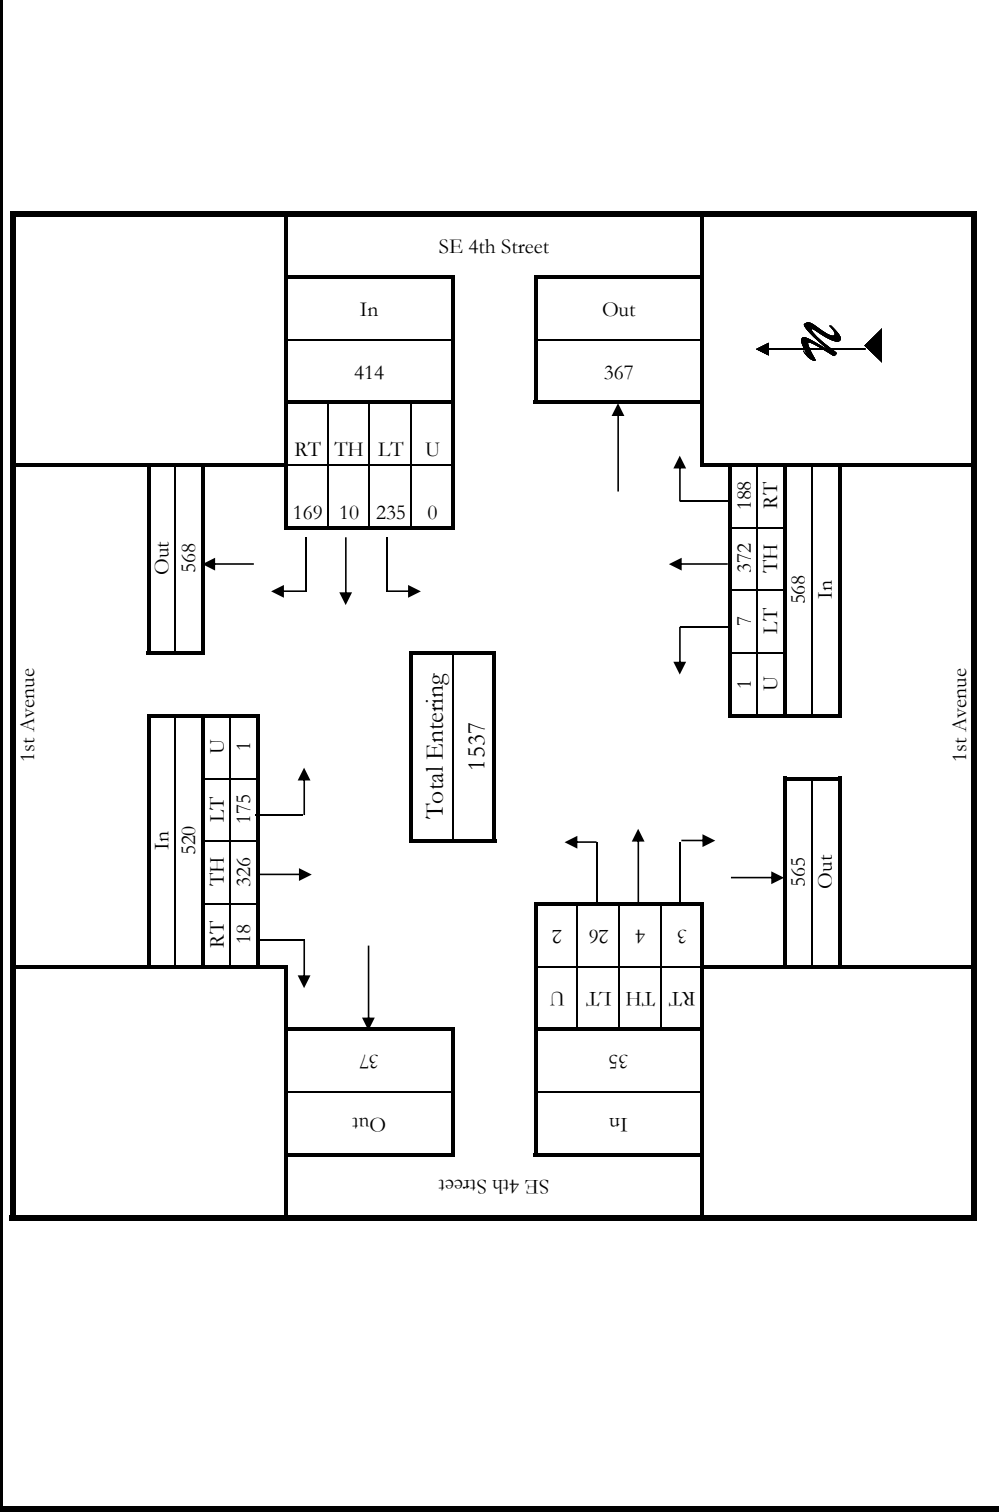 SE 4th Street
In
Out
414
367
RT TH LT U
169 10 235 0
Out
568
188 372 7 1
RT TH LT U
568
In
1st Avenue
1st Avenue
Total Entering
1537
In
520
U LT TH RT
1 175 326 18
565
Out
2 26 4 3
U LT TH RT
37
35
Out
In
SE 4th Street
n